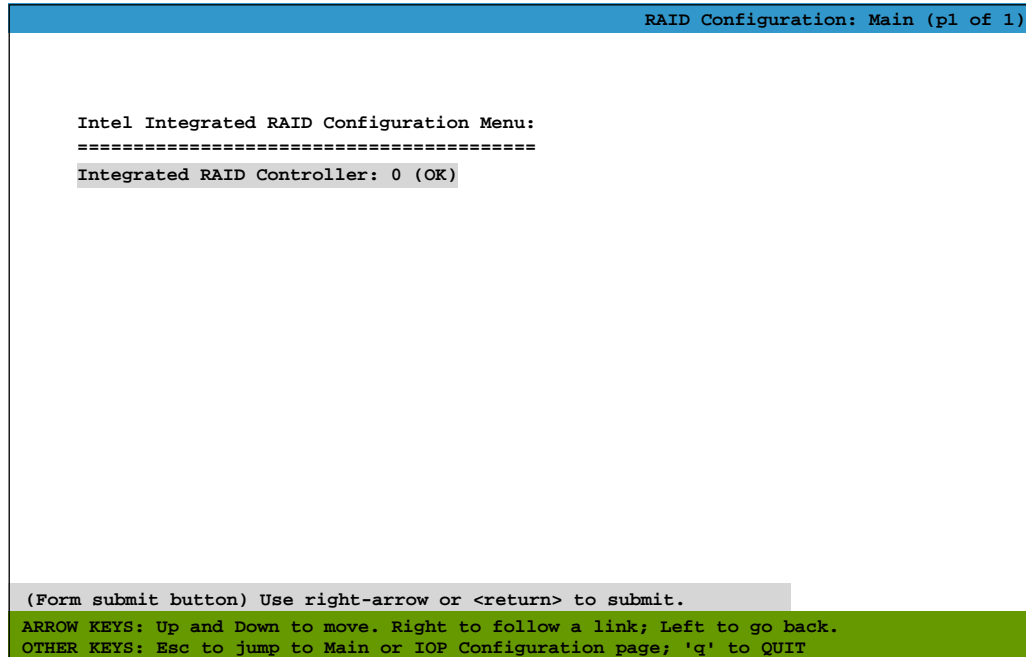 RAID Configuration: Main (p1 of 1)
Intel Integrated RAID Configuration Menu:
=========================================
Integrated RAID Controller: 0 (OK)
(Form submit button) Use right-arrow or <return> to submit.
ARROW KEYS: Up and Down to move. Right to follow a link; Left to go back.
OTHER KEYS: Esc to jump to Main or IOP Configuration page; 'q' to QUIT